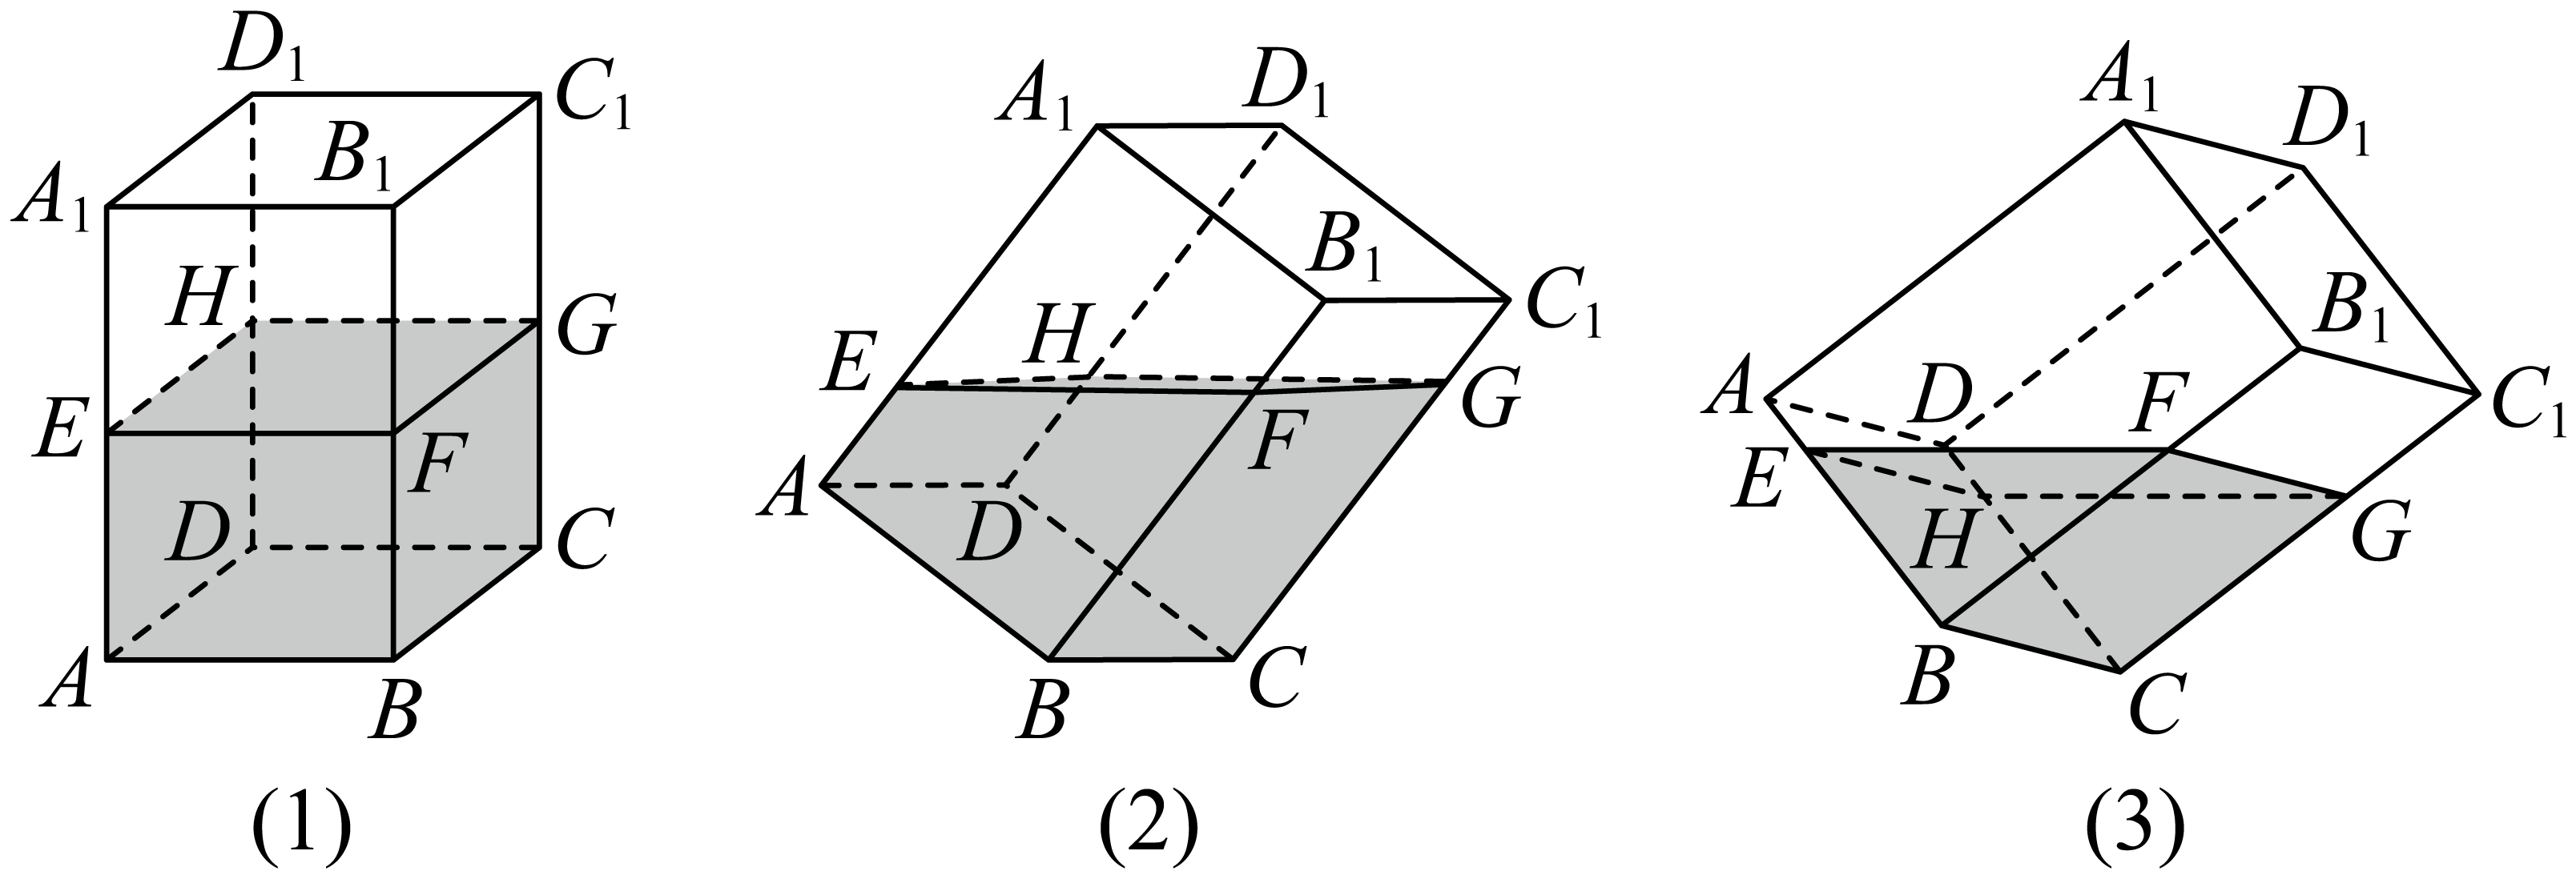 D₁ C₁ A₁ B₁ H G E F D C A B
A₁ D₁ B₁ C₁ E H G F A D B C
A₁ D₁ B₁ C₁ A D F E H G B C
(1) (2) (3)